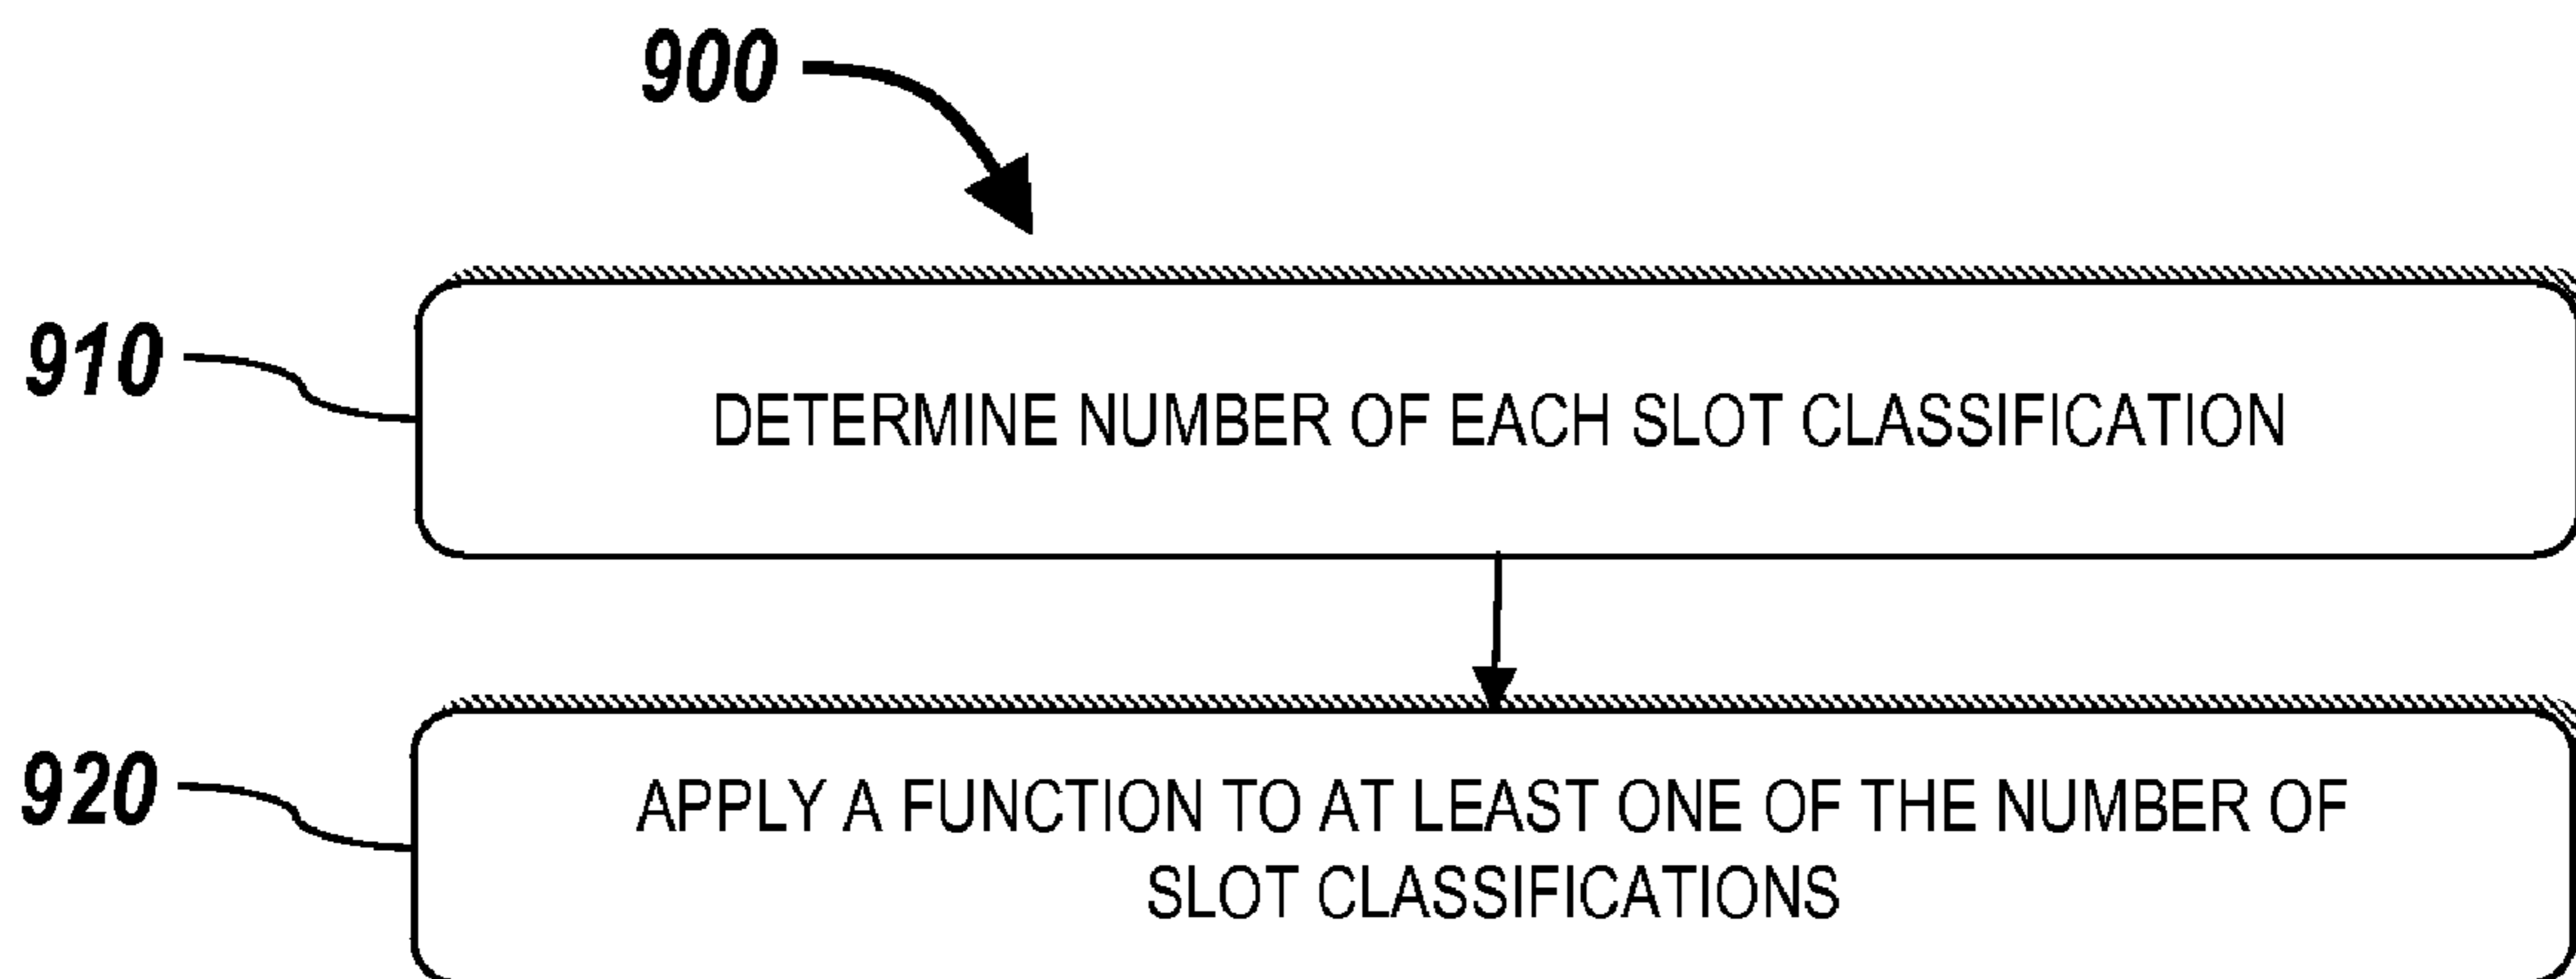 900
910
DETERMINE NUMBER OF EACH SLOT CLASSIFICATION
920
APPLY A FUNCTION TO AT LEAST ONE OF THE NUMBER OF
SLOT CLASSIFICATIONS